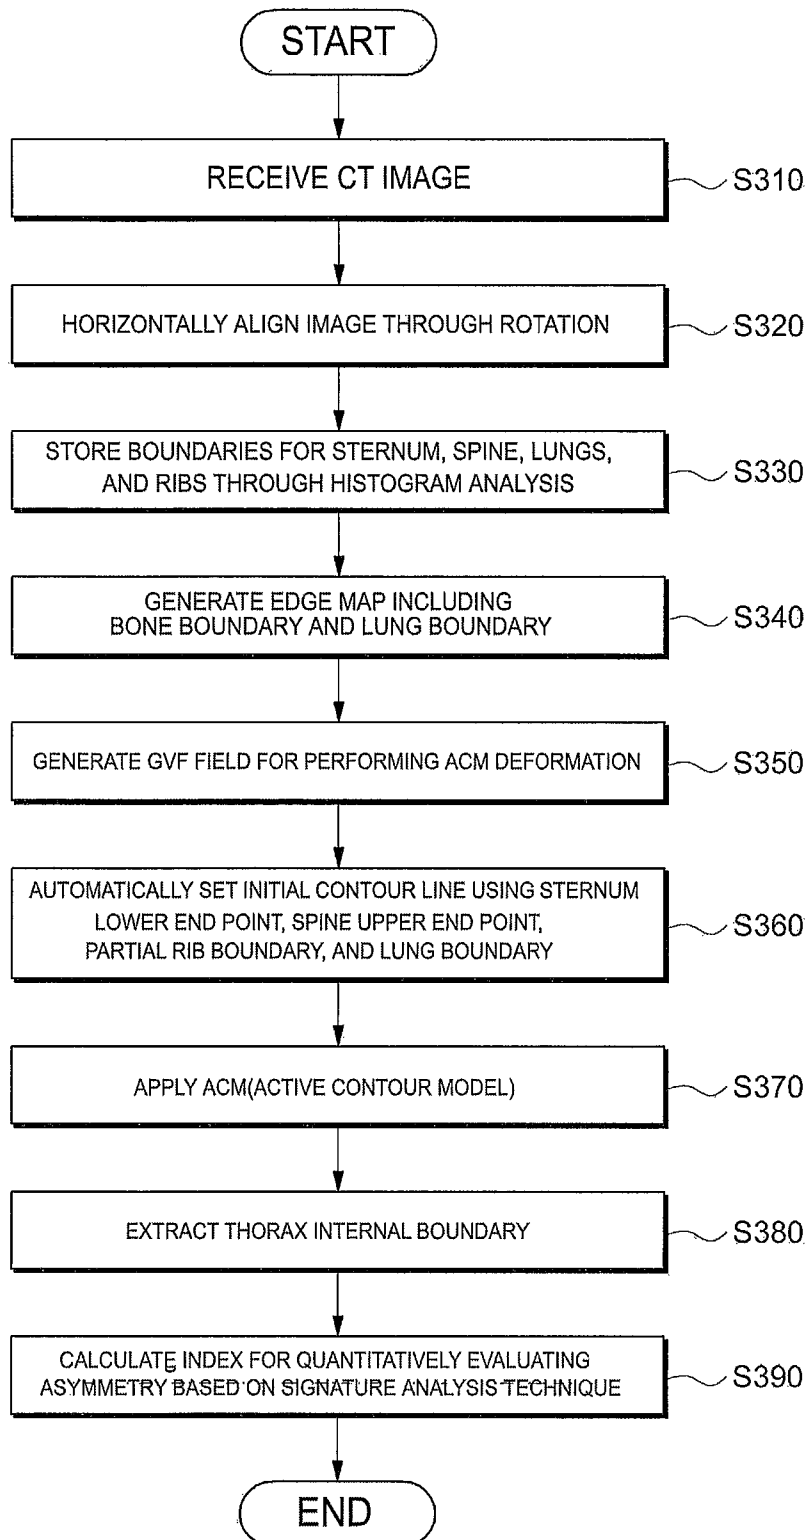 START
RECEIVE CT IMAGE
S310
HORIZONTALLY ALIGN IMAGE THROUGH ROTATION
S320
STORE BOUNDARIES FOR STERNUM, SPINE, LUNGS,
AND RIBS THROUGH HISTOGRAM ANALYSIS
S330
GENERATE EDGE MAP INCLUDING
BONE BOUNDARY AND LUNG BOUNDARY
S340
GENERATE GVF FIELD FOR PERFORMING ACM DEFORMATION
S350
AUTOMATICALLY SET INITIAL CONTOUR LINE USING STERNUM
LOWER END POINT, SPINE UPPER END POINT,
PARTIAL RIB BOUNDARY, AND LUNG BOUNDARY
S360
APPLY ACM(ACTIVE CONTOUR MODEL)
S370
EXTRACT THORAX INTERNAL BOUNDARY
S380
CALCULATE INDEX FOR QUANTITATIVELY EVALUATING
ASYMMETRY BASED ON SIGNATURE ANALYSIS TECHNIQUE
S390
END